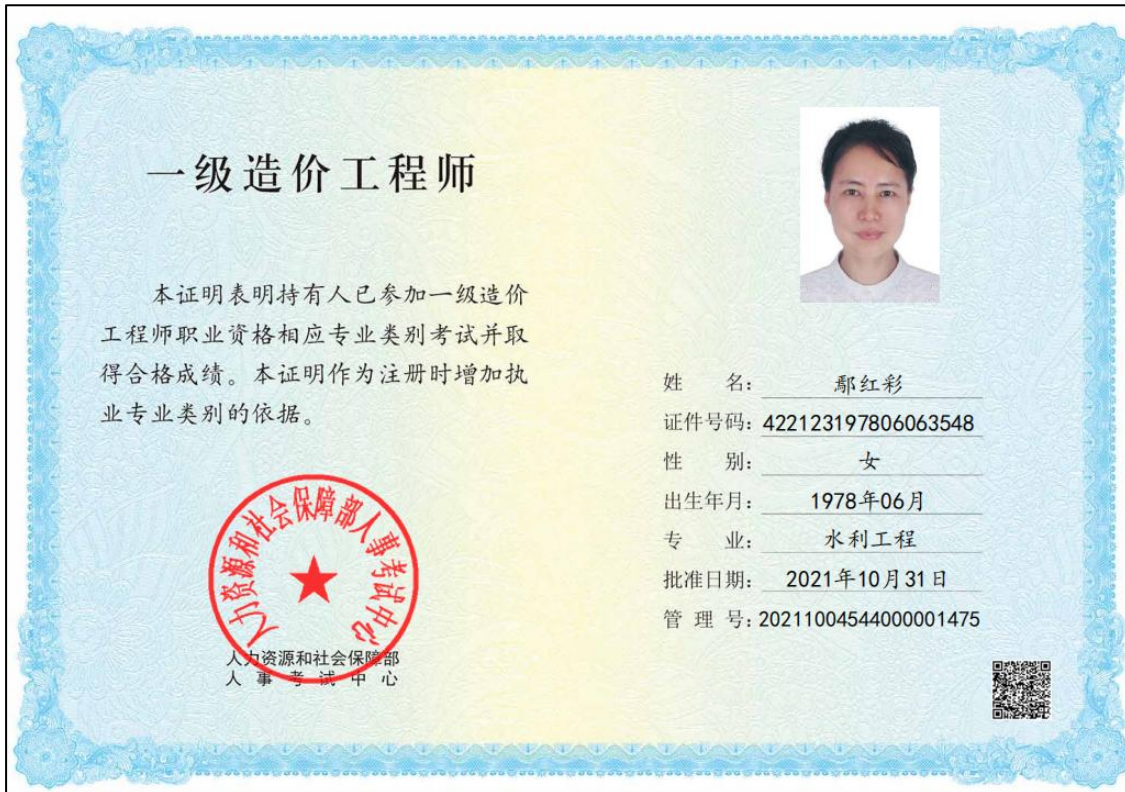 一级造价工程师
本证明表明持有人已参加一级造价
工程师职业资格相应专业类别考试并取
得合格成绩。本证明作为注册时增加执
业专业类别的依据。
人力资源和社会保障部人事考试中心
人力资源和社会保障部
人事考试中心
姓 名: 鄢红彩
证件号码: 422123197806063548
性 别: 女
出生年月: 1978年06月
专 业: 水利工程
批准日期: 2021年10月31日
管 理 号: 20211004544000001475